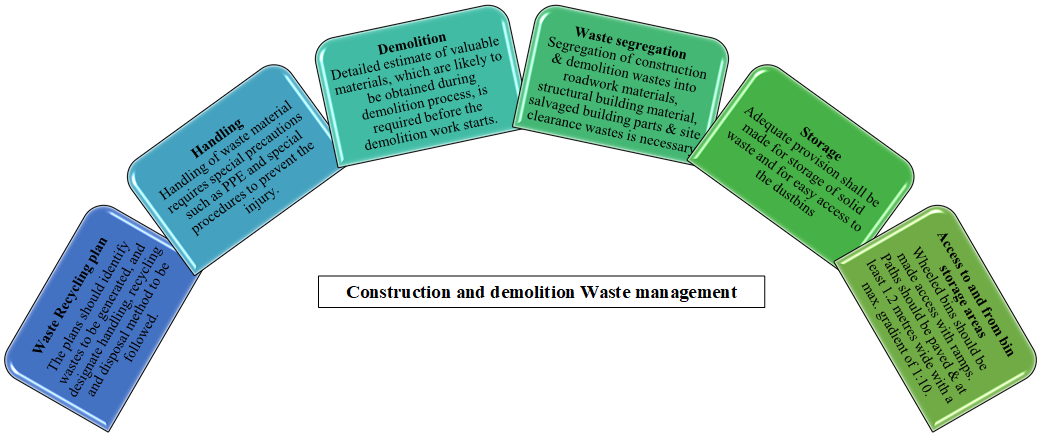 Waste Recycling plan
The plans should identify
wastes to be generated, and
designate handling, recycling
and disposal method to be
followed.
Handling
Handling of waste material
requires special precautions
such as PPE and special
procedures to prevent the
injury.
Demolition
Detailed estimate of valuable
materials, which are likely to
be obtained during
demolition process, is
required before the
demolition work starts.
Waste segregation
Segregation of construction
& demolition wastes into
roadwork materials,
structural building material,
salvaged building parts & site
clearance wastes is necessary
Storage
Adequate provision shall be
made for storage of solid
waste and for easy access to
the dustbins
Access to and from bin
storage areas
Wheeled bins should be
made access with ramps.
Paths should be paved & at
least 1.2 metres wide with a
max. gradient of 1:10.
Construction and demolition Waste management